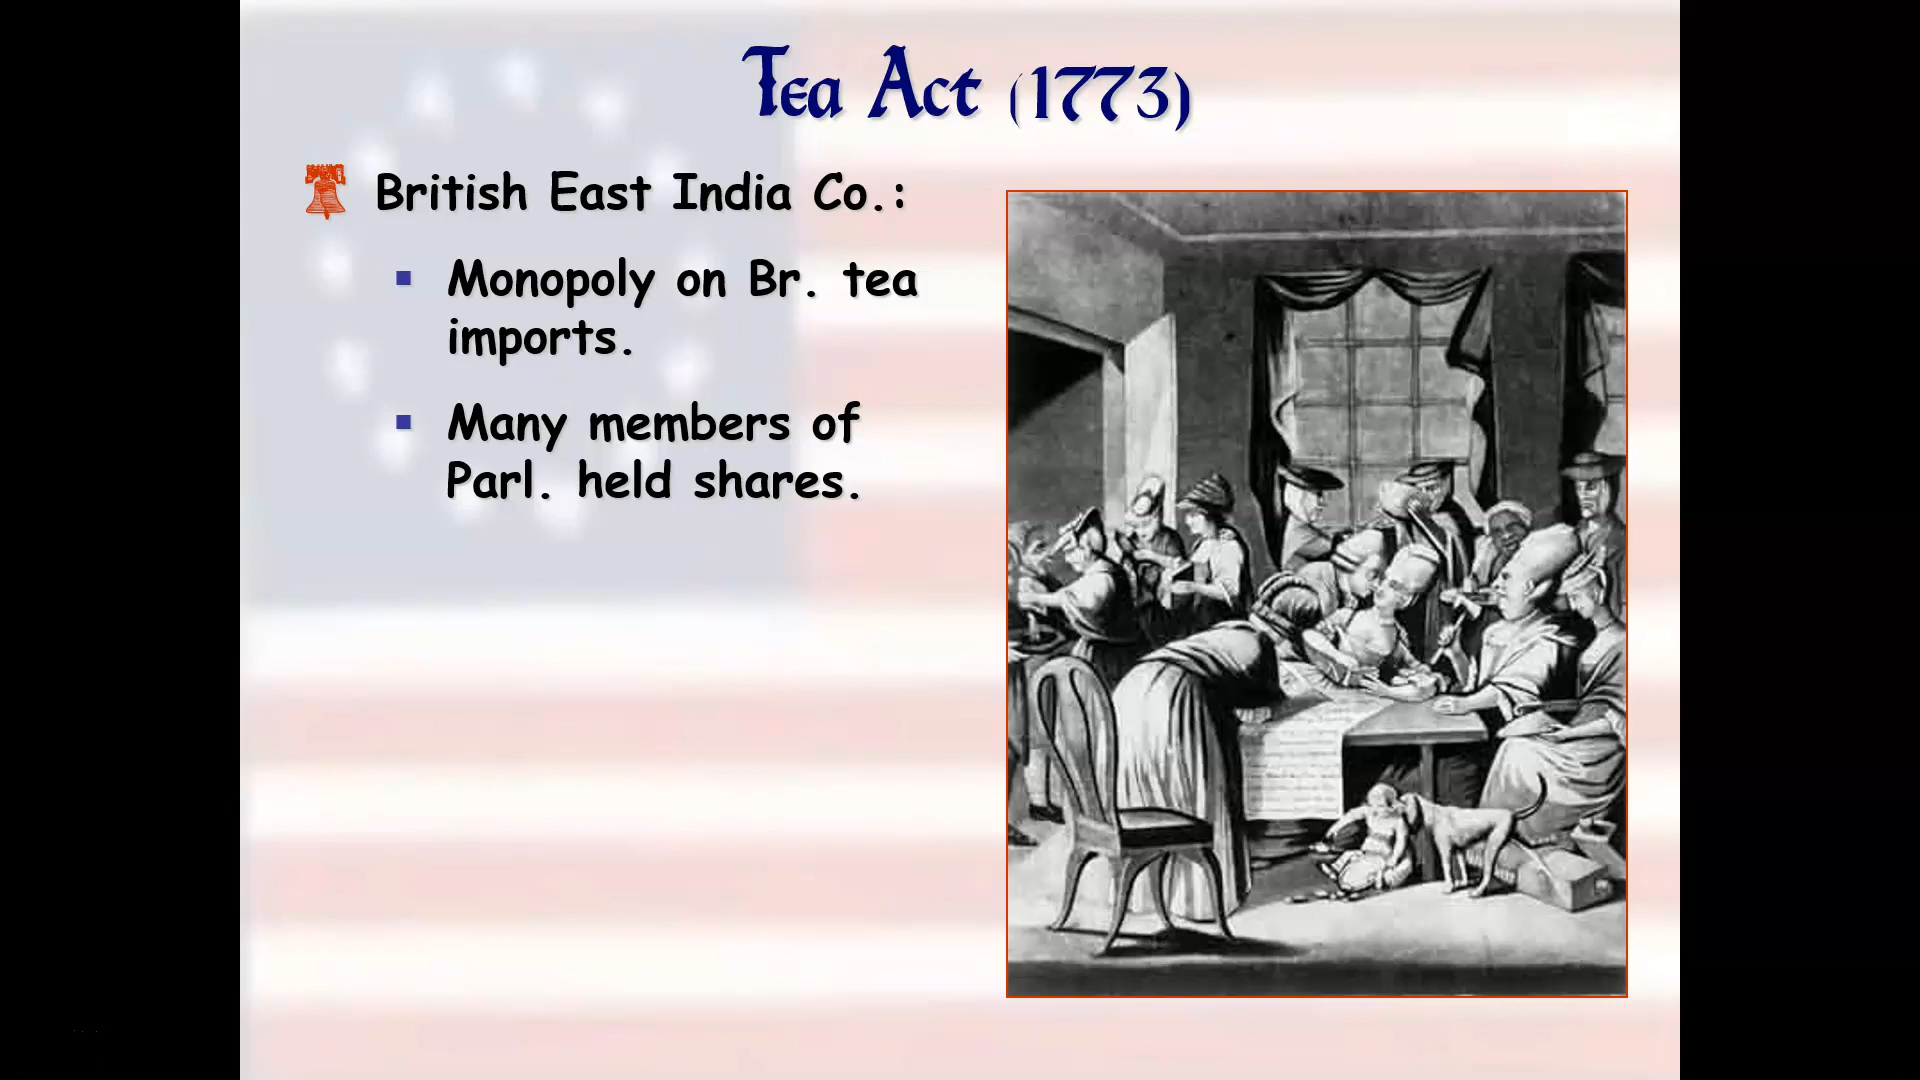 Tea Act (1773)
British East India Co.:
Monopoly on Br. tea
imports.
Many members of
Parl. held shares.